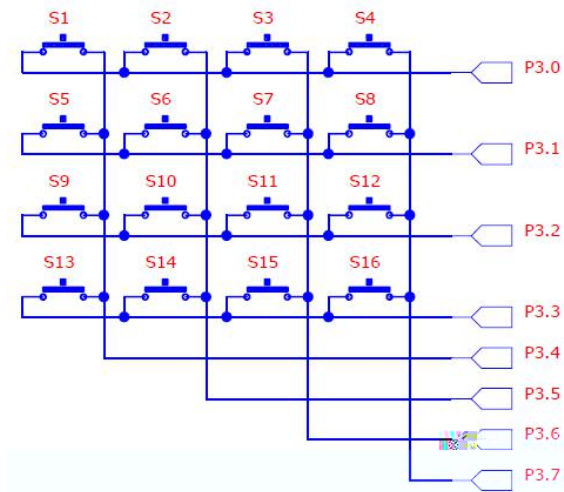 S1 S2 S3 S4
P3.0
S5 S6 S7 S8
P3.1
S9 S10 S11 S12
P3.2
S13 S14 S15 S16
P3.3
P3.4
P3.5
P3.6
P3.7